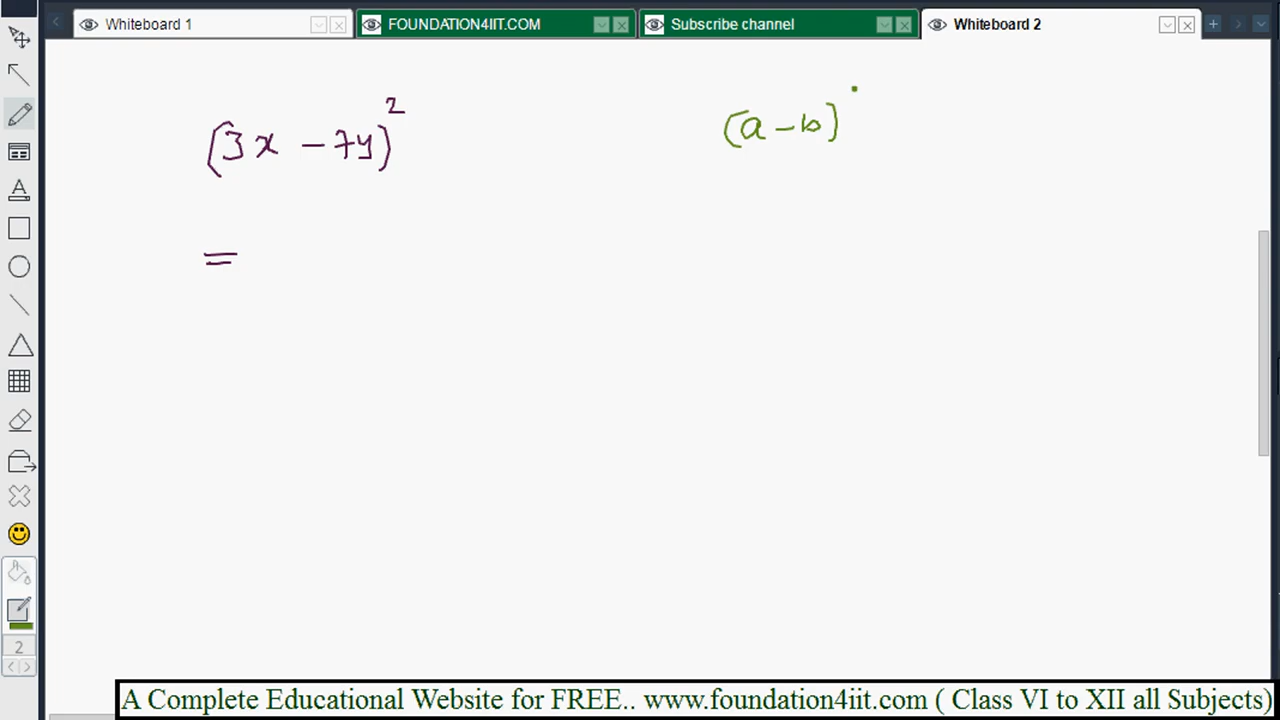 Whiteboard 1 FOUNDATION4IIT.COM Subscribe channel Whiteboard 2
(3x - 7y)² (a - b)
=
A
2
A Complete Educational Website for FREE.. www.foundation4iit.com ( Class VI to XII all Subjects)